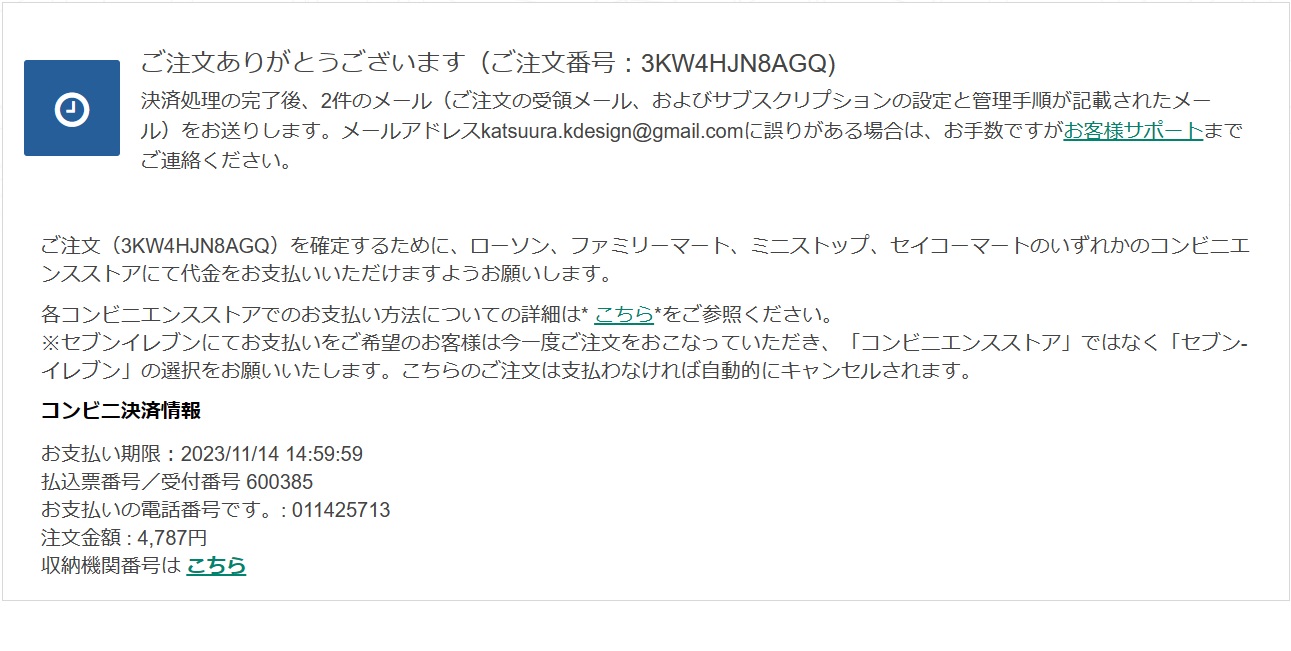 ご注文ありがとうございます（ご注文番号：3KW4HJN8AGQ)
決済処理の完了後、2件のメール（ご注文の受領メール、およびサブスクリプションの設定と管理手順が記載されたメー
ル）をお送りします。メールアドレスkatsuura.kdesign@gmail.comに誤りがある場合は、お手数ですがお客様サポートまで
ご連絡ください。
ご注文（3KW4HJN8AGQ）を確定するために、ローソン、ファミリーマート、ミニストップ、セイコーマートのいずれかのコンビニエ
ンスストアにて代金をお支払いいただけますようお願いします。
各コンビニエンスストアでのお支払い方法についての詳細は* こちら*をご参照ください。
※セブンイレブンにてお支払いをご希望のお客様は今一度ご注文をおこなっていただき、「コンビニエンスストア」ではなく「セブン-
イレブン」の選択をお願いいたします。こちらのご注文は支払わなければ自動的にキャンセルされます。
コンビニ決済情報
お支払い期限：2023/11/14 14:59:59
払込票番号／受付番号 600385
お支払いの電話番号です。: 011425713
注文金額 : 4,787円
収納機関番号は こちら